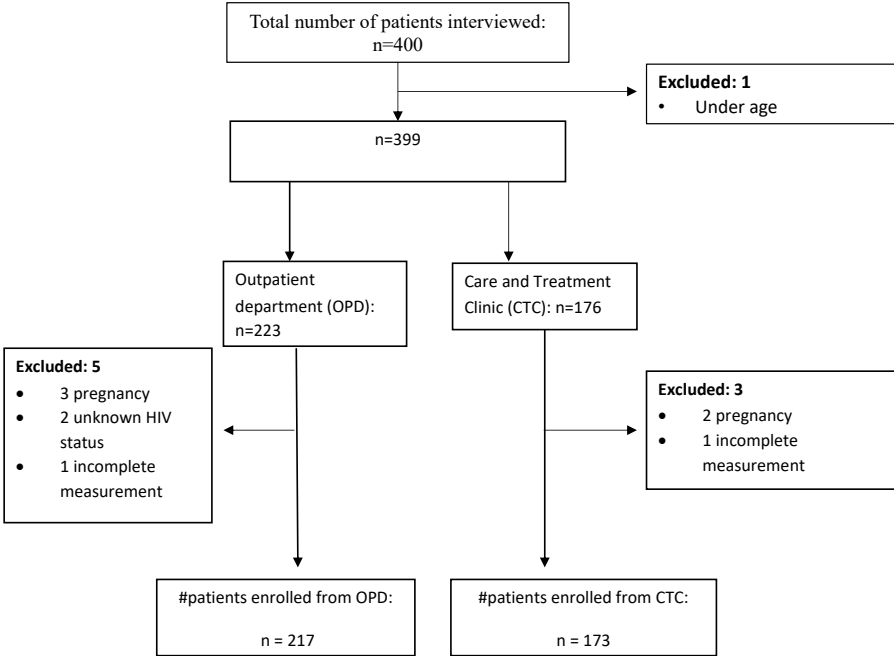 Total number of patients interviewed:
n=400
Excluded: 1
• Under age
n=399
Outpatient
department (OPD):
n=223
Care and Treatment
Clinic (CTC): n=176
Excluded: 5
• 3 pregnancy
• 2 unknown HIV
status
• 1 incomplete
measurement
Excluded: 3
• 2 pregnancy
• 1 incomplete
measurement
#patients enrolled from OPD:
n = 217
#patients enrolled from CTC:
n = 173